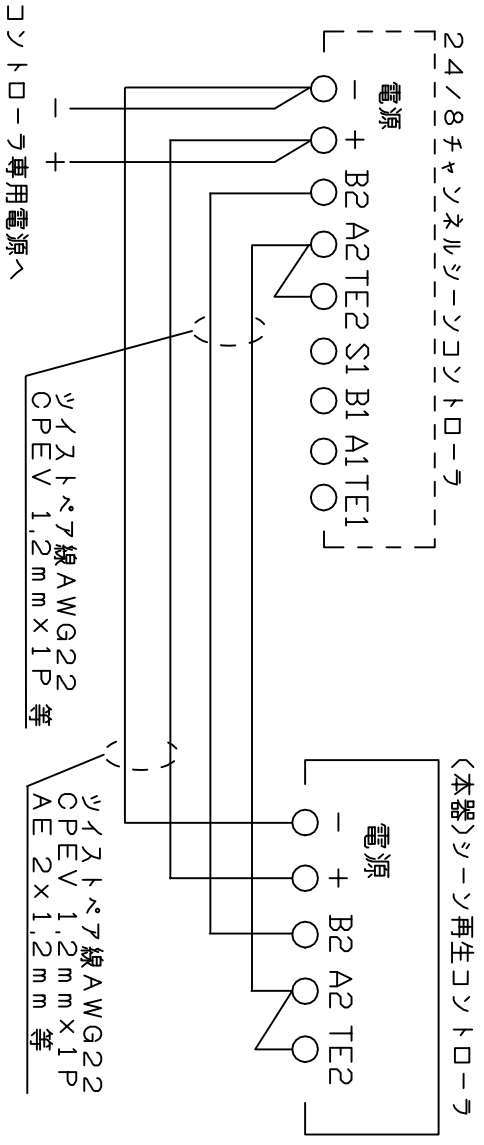 24/8チャンネルシーンコントローラ
電源
－
＋
B2
A2
TE2
S1
B1
A1
TE1
－
＋
コントローラ専用電源へ
ツイストペア線AWG22
CPEV 1,2mm×1P 等
(本器)シーン再生コントローラ
電源
－
＋
B2
A2
TE2
ツイストペア線AWG22
CPEV 1,2mm×1P
AE 2×1,2mm 等